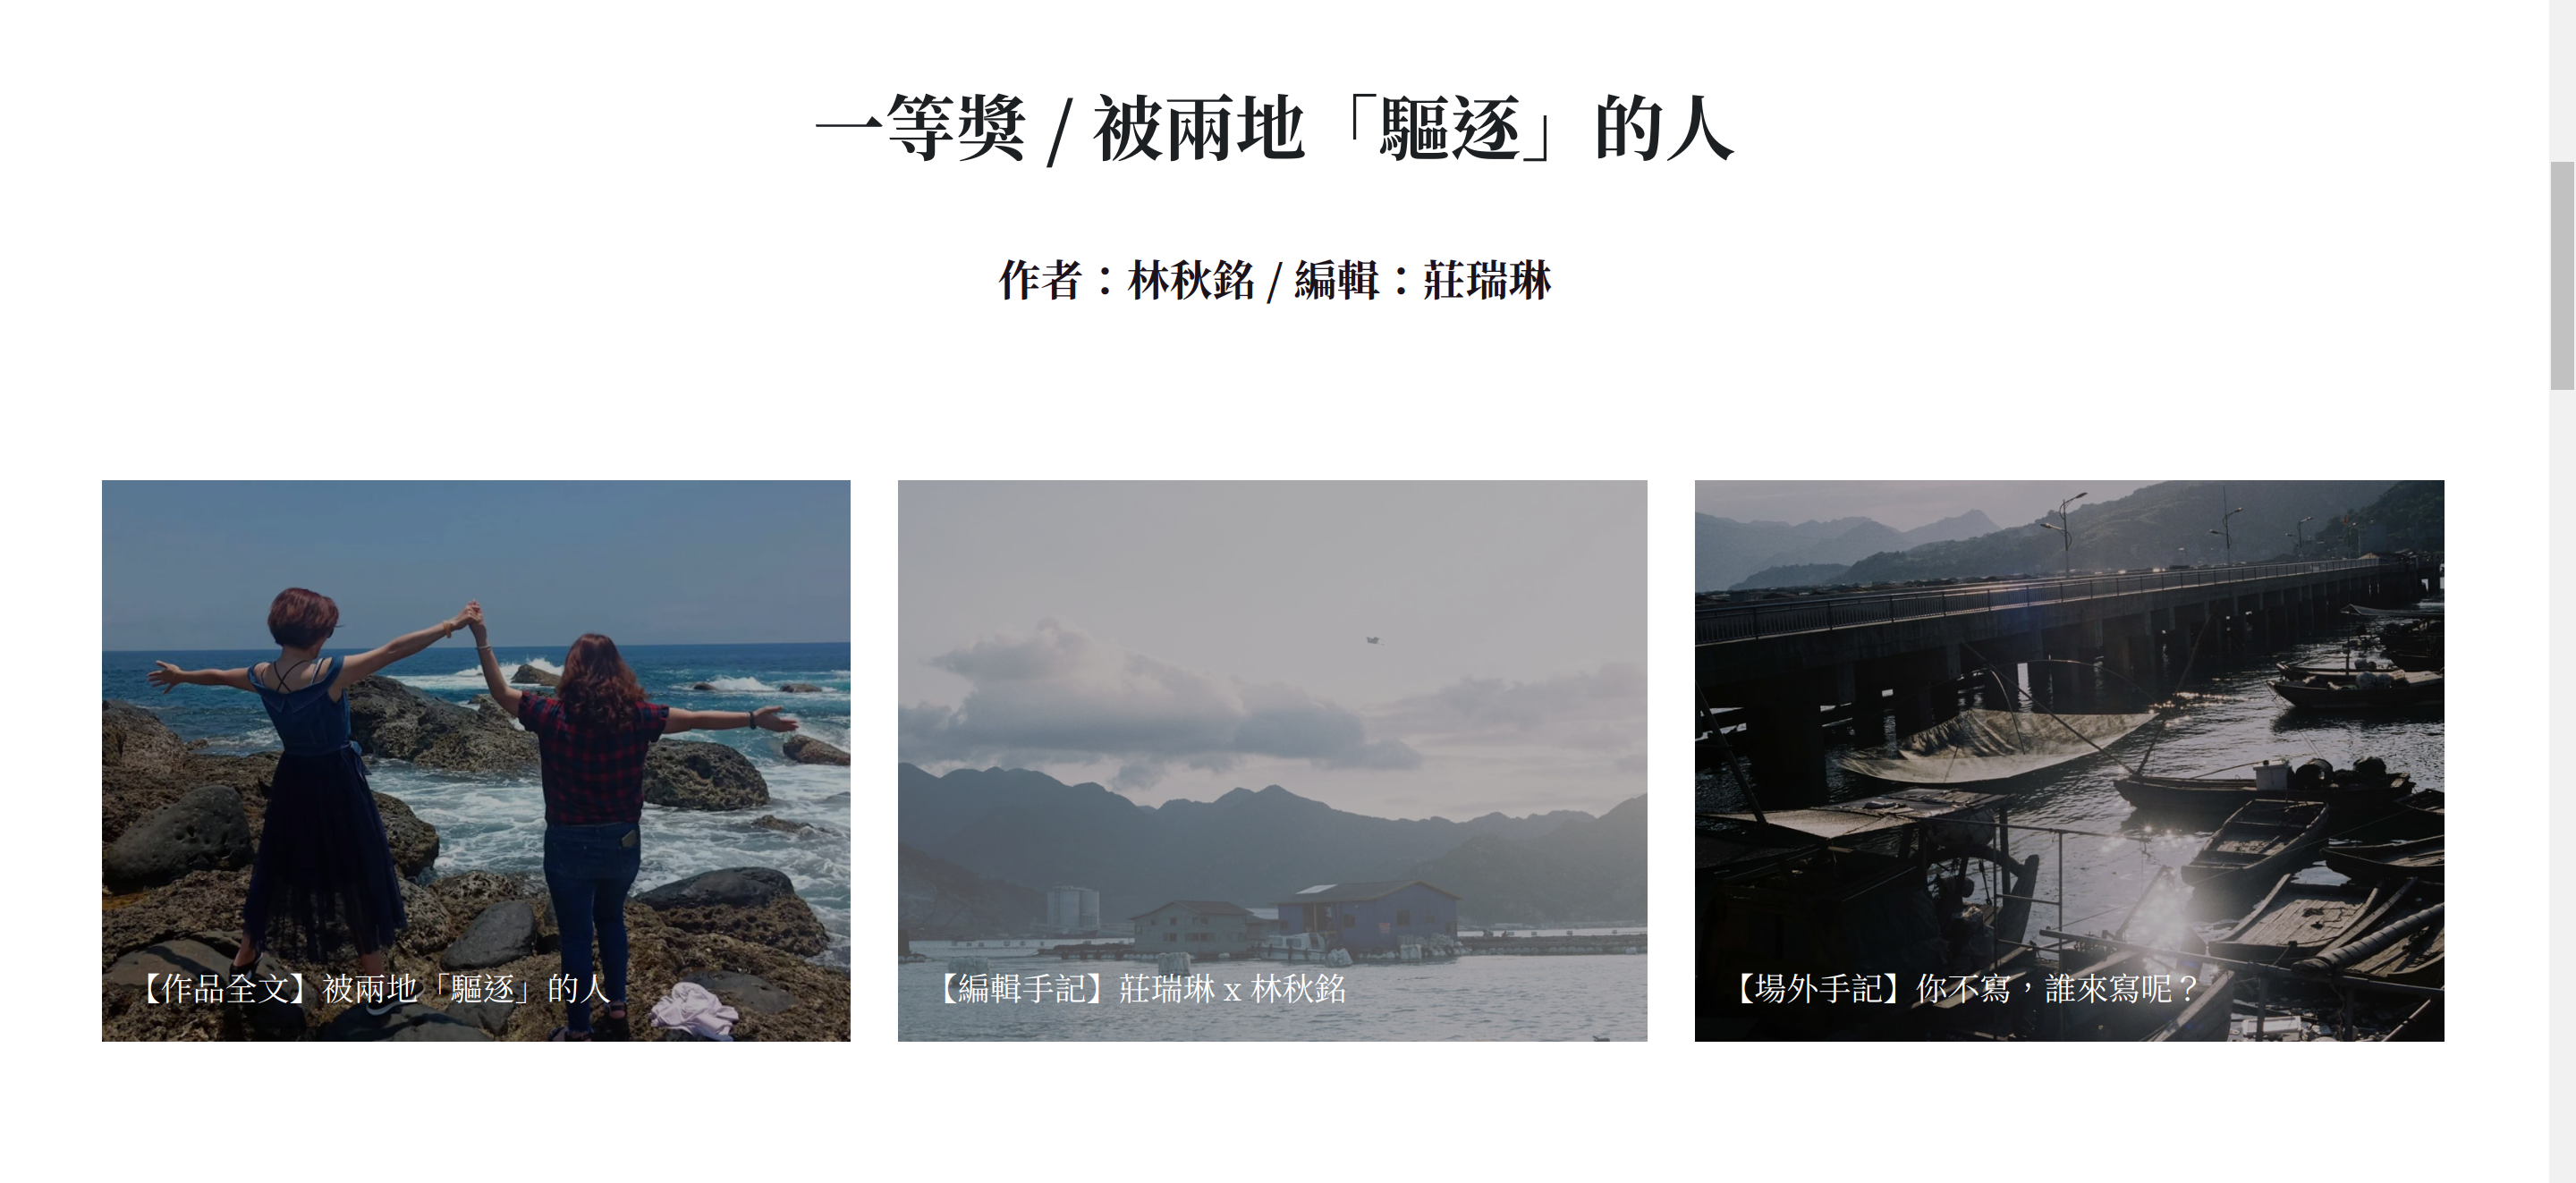 一等獎 / 被兩地「驅逐」的人
作者：林秋銘 / 編輯：莊瑞琳
【作品全文】被兩地「驅逐」的人
【編輯手記】莊瑞琳 x 林秋銘
【場外手記】你不寫，誰來寫呢？